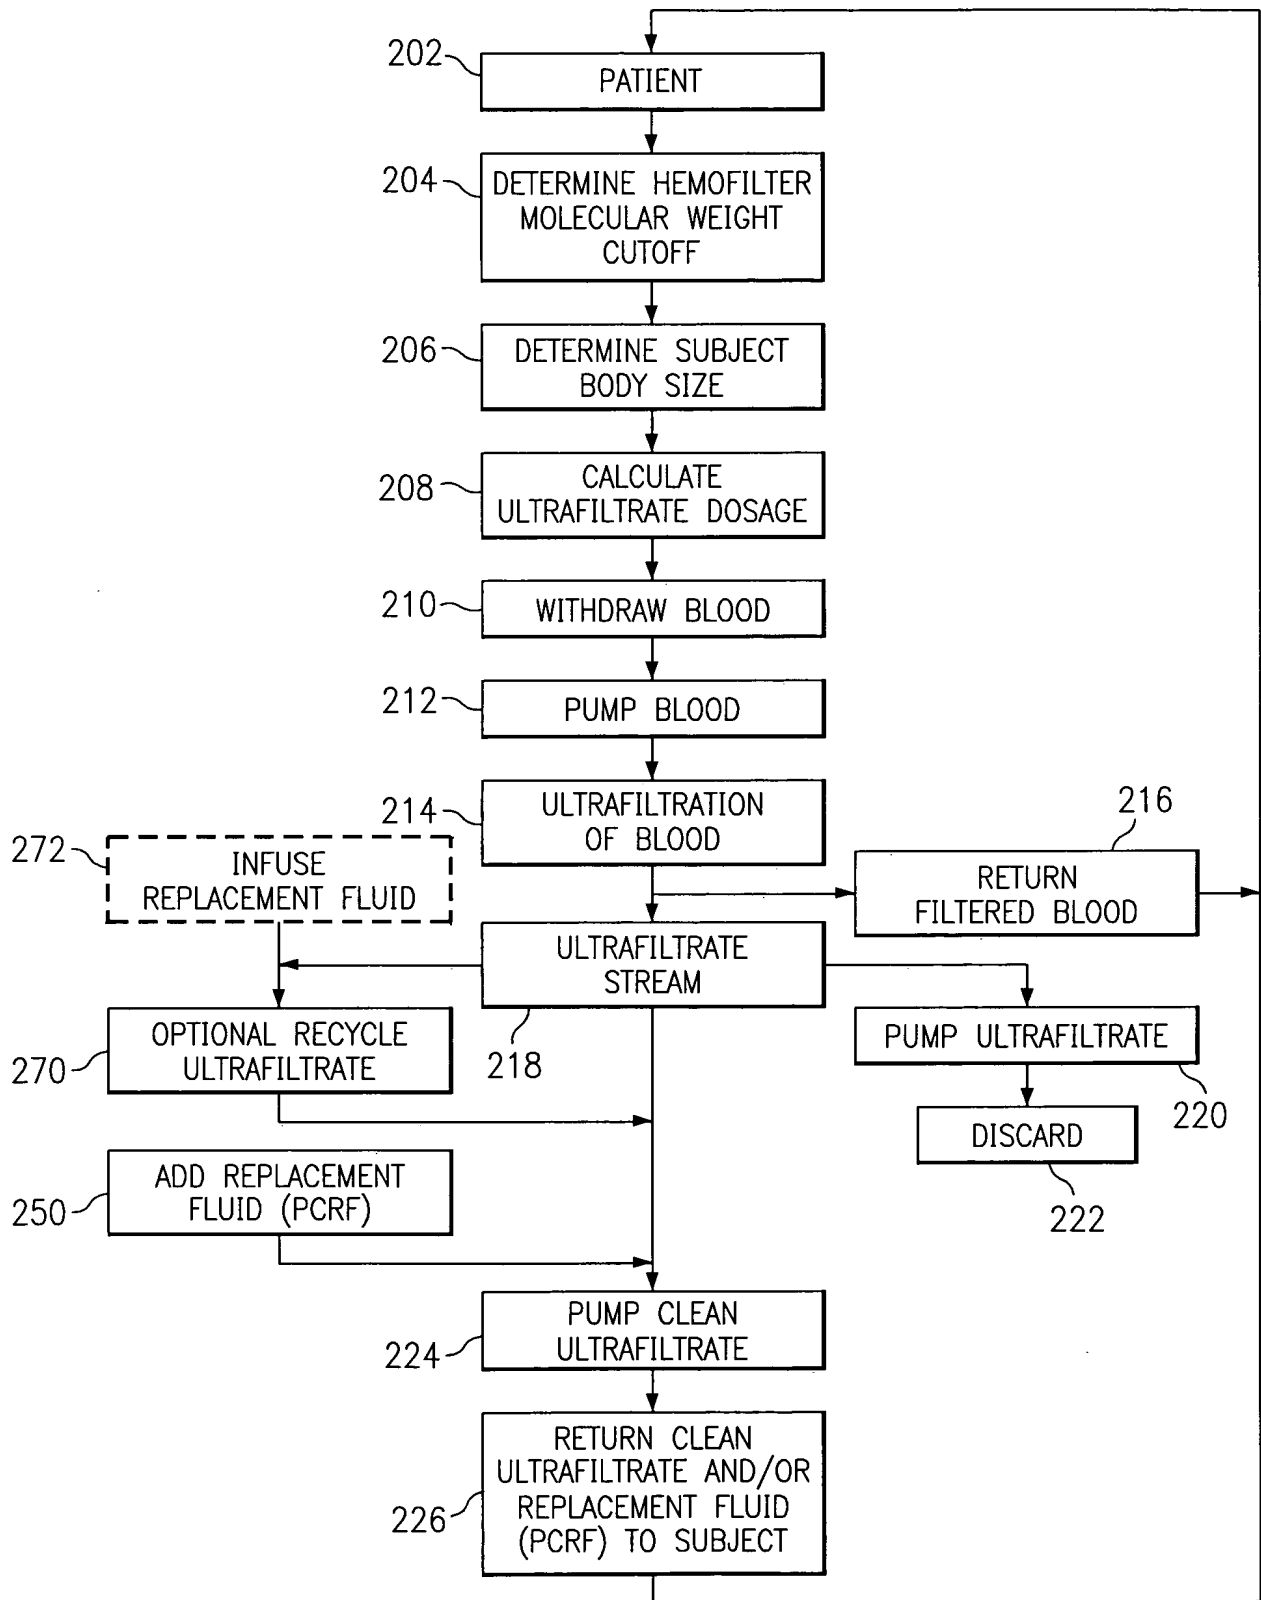 202
PATIENT
204
DETERMINE HEMOFILTER
MOLECULAR WEIGHT
CUTOFF
206
DETERMINE SUBJECT
BODY SIZE
208
CALCULATE
ULTRAFILTRATE DOSAGE
210
WITHDRAW BLOOD
212
PUMP BLOOD
214
ULTRAFILTRATION
OF BLOOD
216
RETURN
FILTERED BLOOD
272
INFUSE
REPLACEMENT FLUID
ULTRAFILTRATE
STREAM
218
OPTIONAL RECYCLE
ULTRAFILTRATE
270
PUMP ULTRAFILTRATE
220
DISCARD
222
ADD REPLACEMENT
FLUID (PCRF)
250
PUMP CLEAN
ULTRAFILTRATE
224
RETURN CLEAN
ULTRAFILTRATE AND/OR
REPLACEMENT FLUID
(PCRF) TO SUBJECT
226